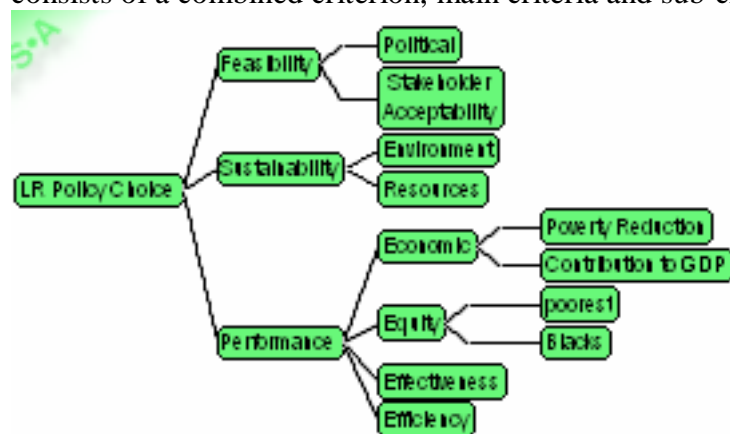 consists of a combined criterion, main criteria and sub-c
S•A
Political
Feasibility
Stakeholder
Acceptability
Environment
Sustainability
Resources
LR Policy Choice
Poverty Reduction
Economic
Contribution to GDP
poorest
Equity
Blacks
Performance
Effectiveness
Efficiency